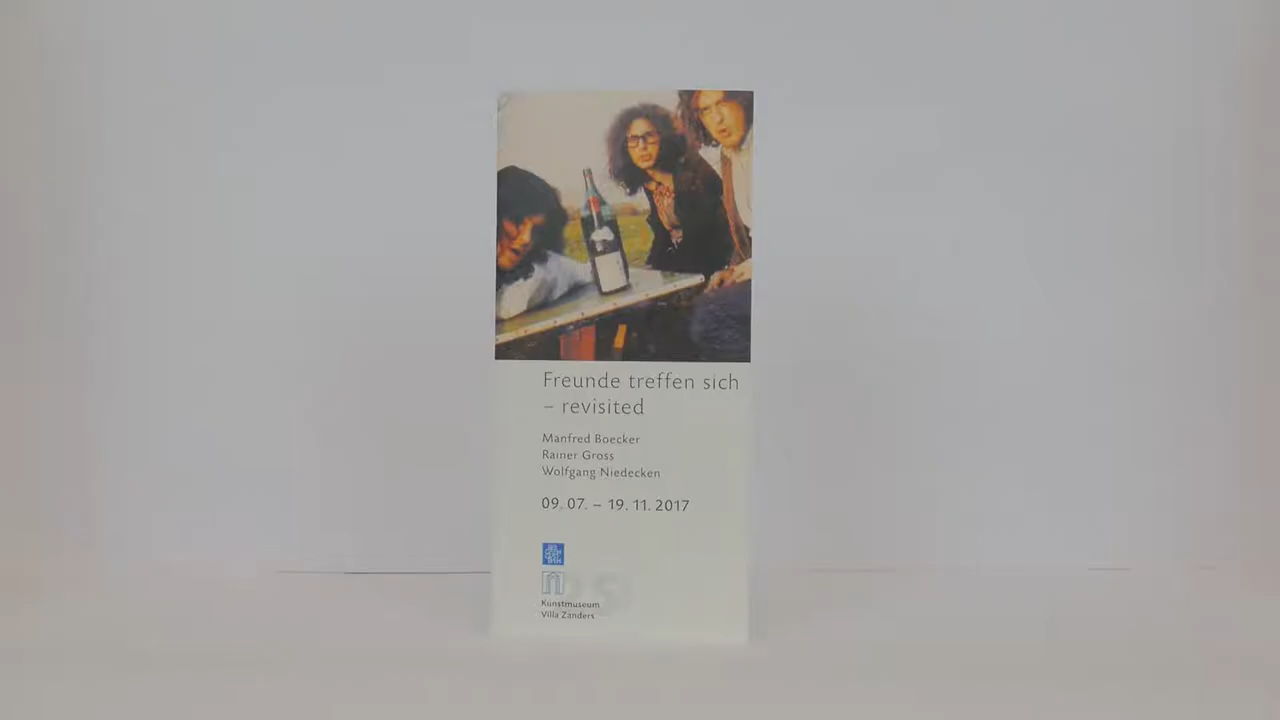 Freunde treffen sich
– revisited
Manfred Boecker
Rainer Gross
Wolfgang Niedecken
09. 07. – 19. 11. 2017
Kunstmuseum
Villa Zanders